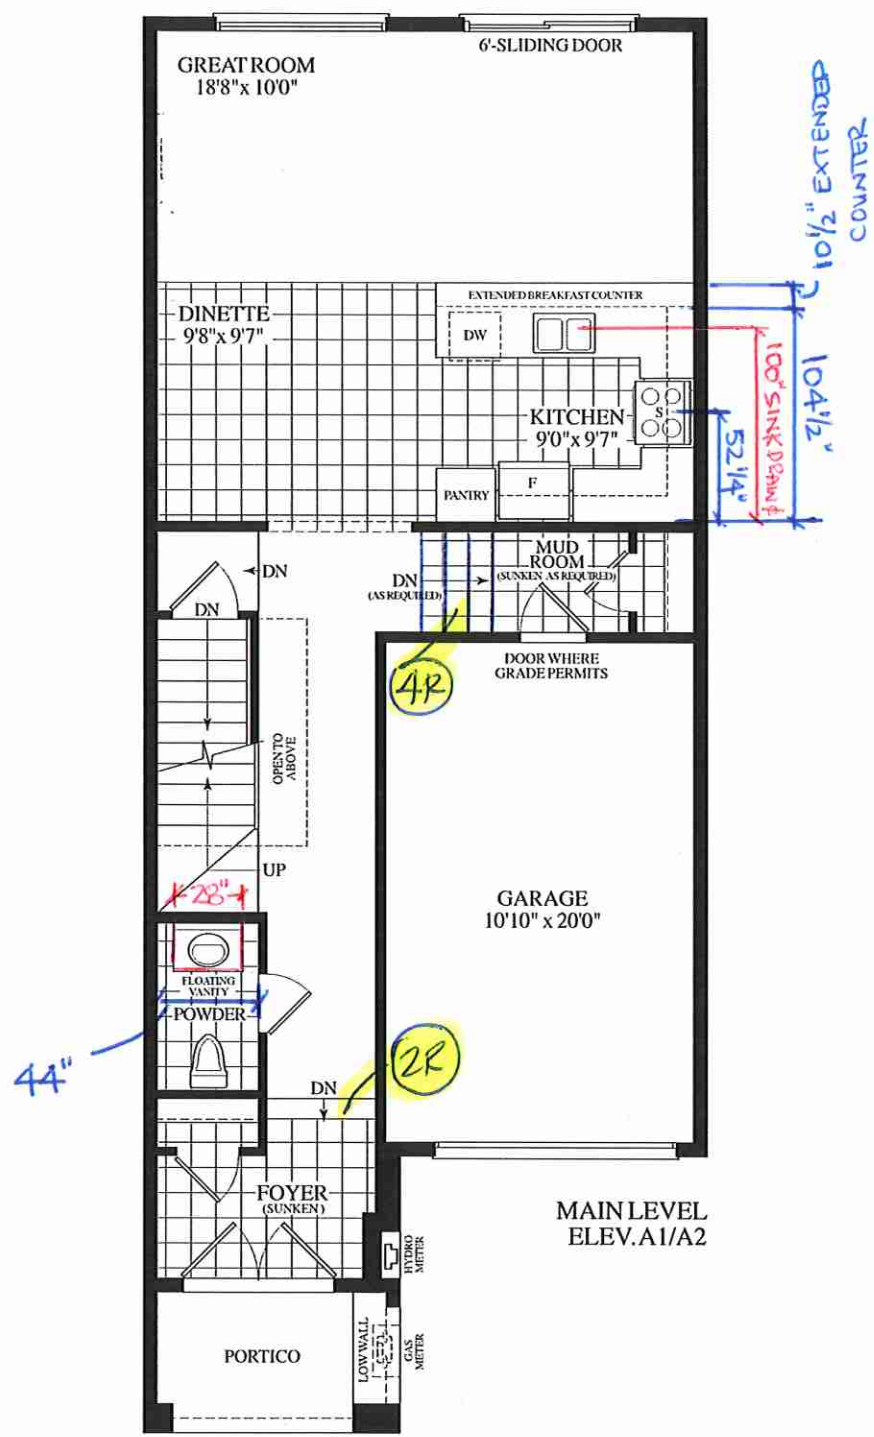 6'-SLIDING DOOR
GREAT ROOM
18'8"x 10'0"
10 1/2" EXTENDED
COUNTER
EXTENDED BREAKFAST COUNTER
DINETTE
9'8"x 9'7"
DW
104 1/2"
100" SINK DRAIN ¢
KITCHEN
9'0"x 9'7"
S
52 1/4"
F
PANTRY
MUD
ROOM
(SUNKEN AS REQUIRED)
DN
DN
(AS REQUIRED)
DN
DOOR WHERE
GRADE PERMITS
4R
OPEN TO
ABOVE
UP
28"
GARAGE
10'10" x 20'0"
FLOATING
VANITY
POWDER
44"
2R
DN
FOYER
(SUNKEN)
MAIN LEVEL
ELEV. A1/A2
HYDRO
METER
PORTICO
LOW WALL
GAS
METER